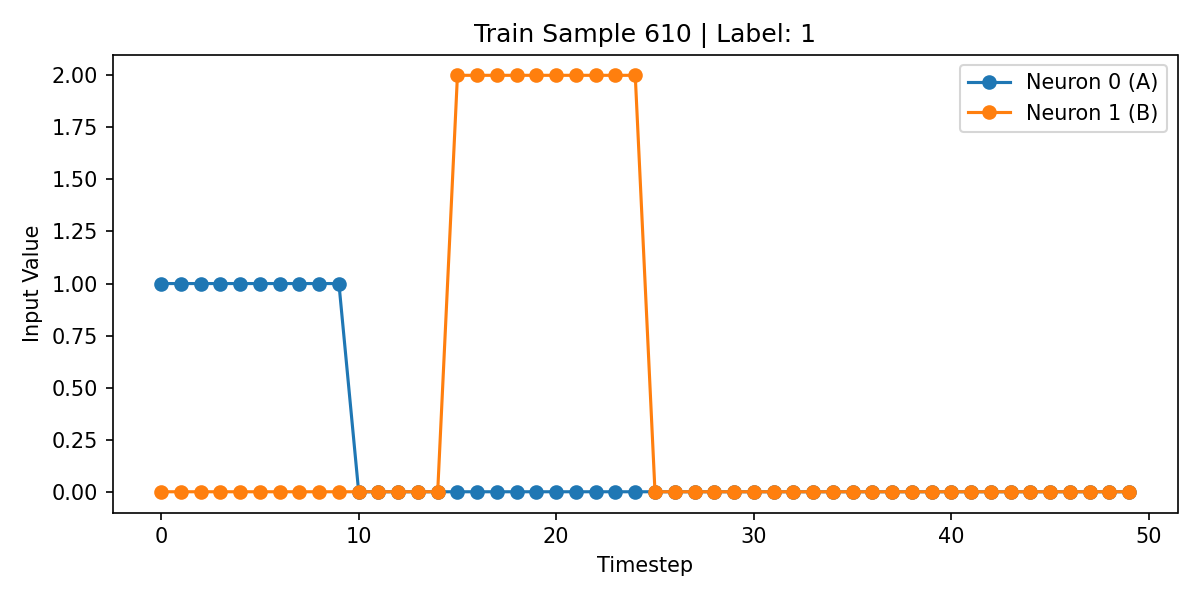 Train Sample 610 | Label: 1
Neuron 0 (A)
Neuron 1 (B)
Input Value
2.00
1.75
1.50
1.25
1.00
0.75
0.50
0.25
0.00
0 10 20 30 40 50
Timestep